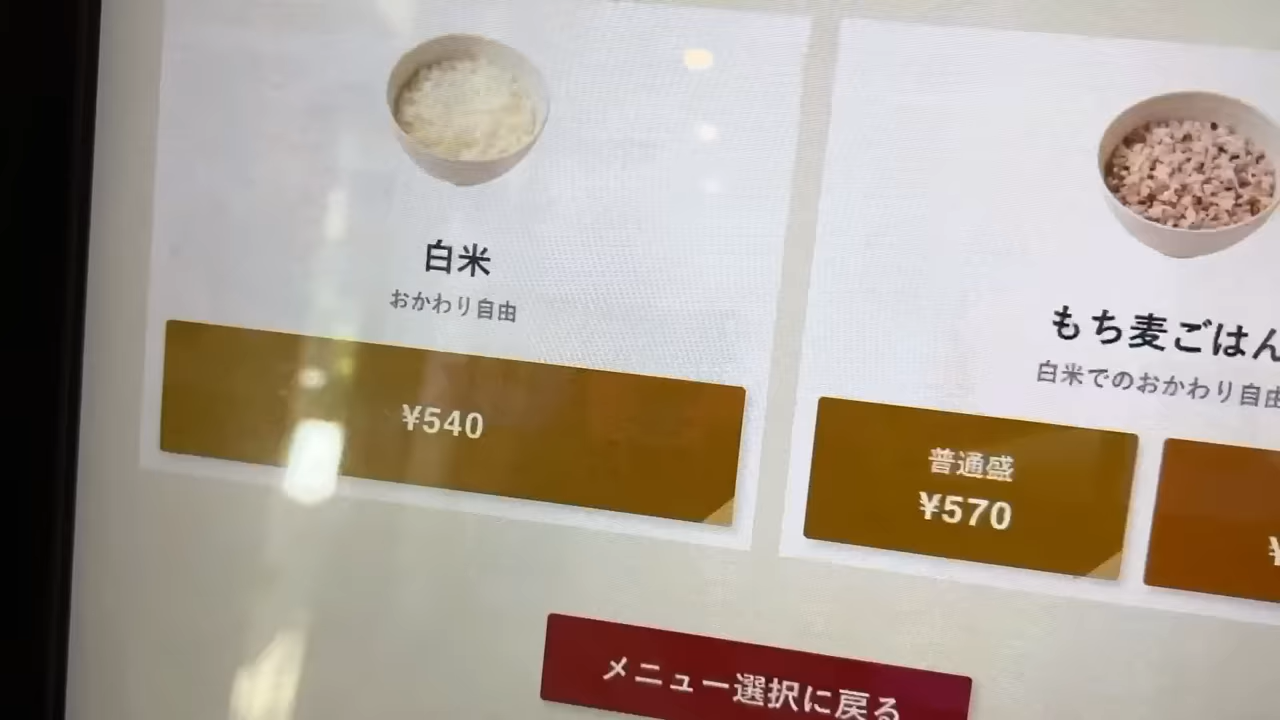 白米
おかわり自由
¥540
もち麦ごはん
白米でのおかわり自由
普通盛
¥570
¥
メニュー選択に戻る